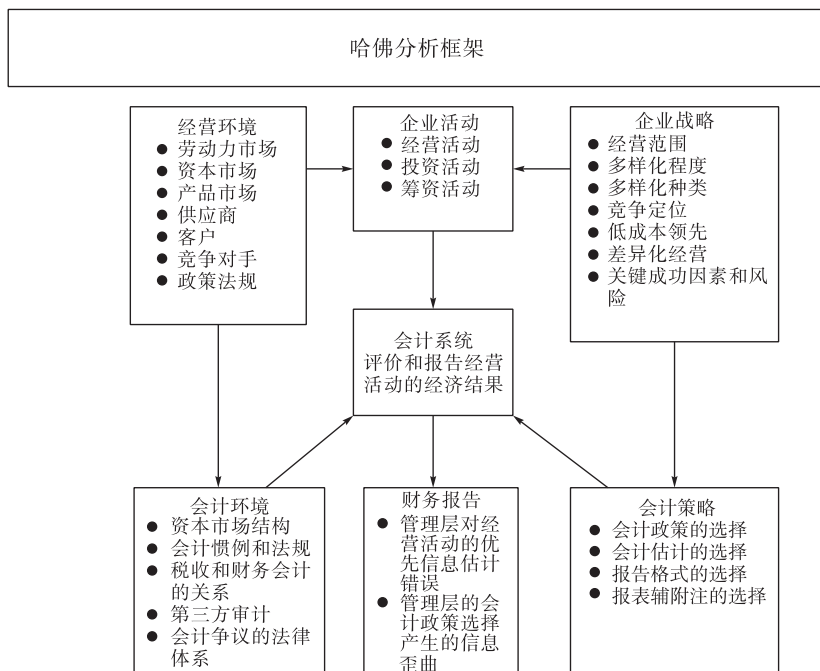 哈佛分析框架
经营环境
● 劳动力市场
● 资本市场
● 产品市场
● 供应商
● 客户
● 竞争对手
● 政策法规
企业活动
● 经营活动
● 投资活动
● 筹资活动
企业战略
● 经营范围
● 多样化程度
● 多样化种类
● 竞争定位
● 低成本领先
● 差异化经营
● 关键成功因素和风
险
会计系统
评价和报告经营
活动的经济结果
会计环境
● 资本市场结构
● 会计惯例和法规
● 税收和财务会计
的关系
● 第三方审计
● 会计争议的法律
体系
财务报告
● 管理层对经
营活动的优
先信息估计
错误
● 管理层的会
计政策选择
产生的信息
歪曲
会计策略
● 会计政策的选择
● 会计估计的选择
● 报告格式的选择
● 报表辅附注的选择